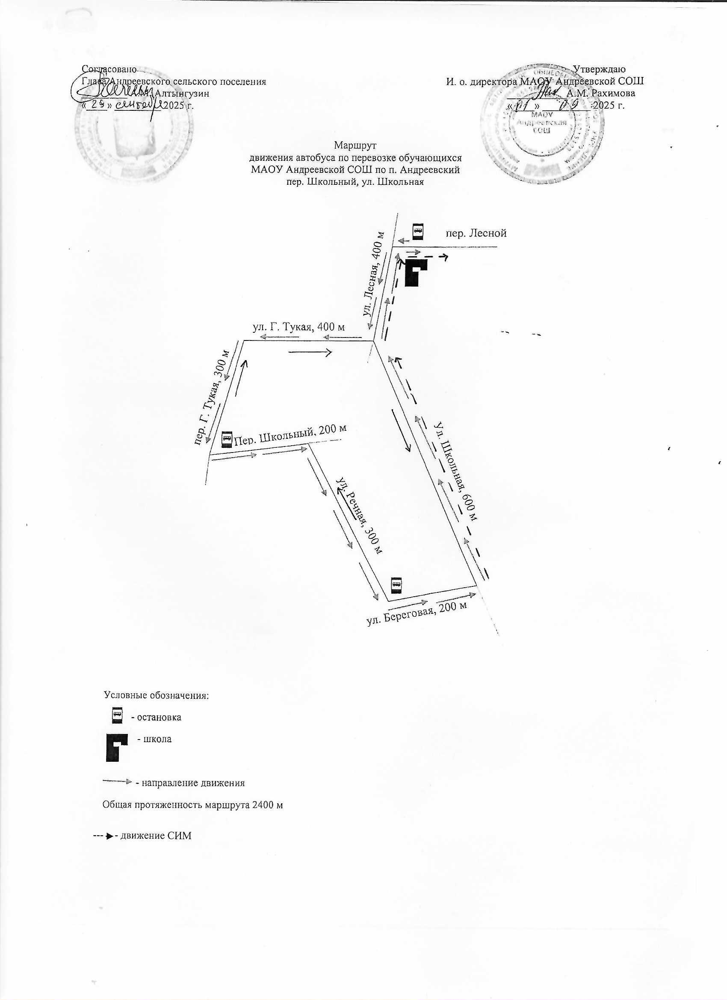 Согласовано
Глава Андреевского сельского поселения
Алтынгузин
« 29 » сентября 2025 г.
Утверждаю
И. о. директора МАОУ Андреевской СОШ
А.М. Рахимова
« 01 » 09 2025 г.
МАОУ
Андреевская
СОШ
Маршрут
движения автобуса по перевозке обучающихся
МАОУ Андреевской СОШ по п. Андреевский
пер. Школьный, ул. Школьная
пер. Лесной
ул. Лесная, 400 м
ул. Г. Тукая, 400 м
пер. Г. Тукая, 300 м
Пер. Школьный, 200 м
Ул. Школьная, 600 м
ул. Речная, 300 м
ул. Береговая, 200 м
Условные обозначения:
- остановка
- школа
- направление движения
Общая протяженность маршрута 2400 м
- движение СИМ